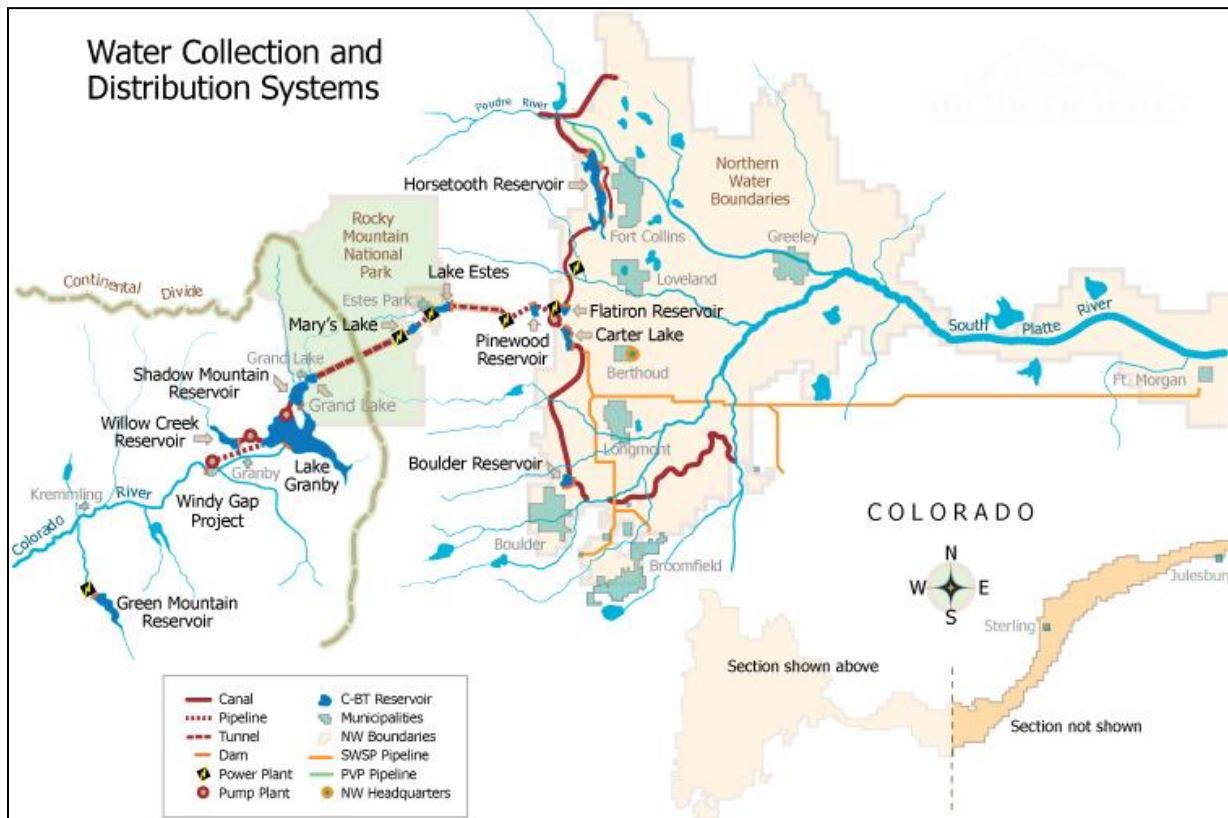 Water Collection and
Distribution Systems
Poudre River
Horsetooth Reservoir
Northern
Water
Boundaries
Rocky
Mountain
National
Park
Fort Collins
Greeley
Continental Divide
Lake Estes
Loveland
Estes Park
Mary's Lake
Flatiron Reservoir
Pinewood
Reservoir
Carter Lake
South Platte River
Berthoud
Ft. Morgan
Grand Lake
Shadow Mountain
Reservoir
Grand Lake
Willow Creek
Reservoir
Longmont
Lake
Granby
Granby
Boulder Reservoir
Kremmling
Colorado River
Windy Gap
Project
Boulder
Broomfield
COLORADO
Green Mountain
Reservoir
N
W E
S
Julesburg
Sterling
Section shown above
Section not shown
Canal
Pipeline
Tunnel
Dam
Power Plant
Pump Plant
C-BT Reservoir
Municipalities
NW Boundaries
SWSP Pipeline
PVP Pipeline
NW Headquarters